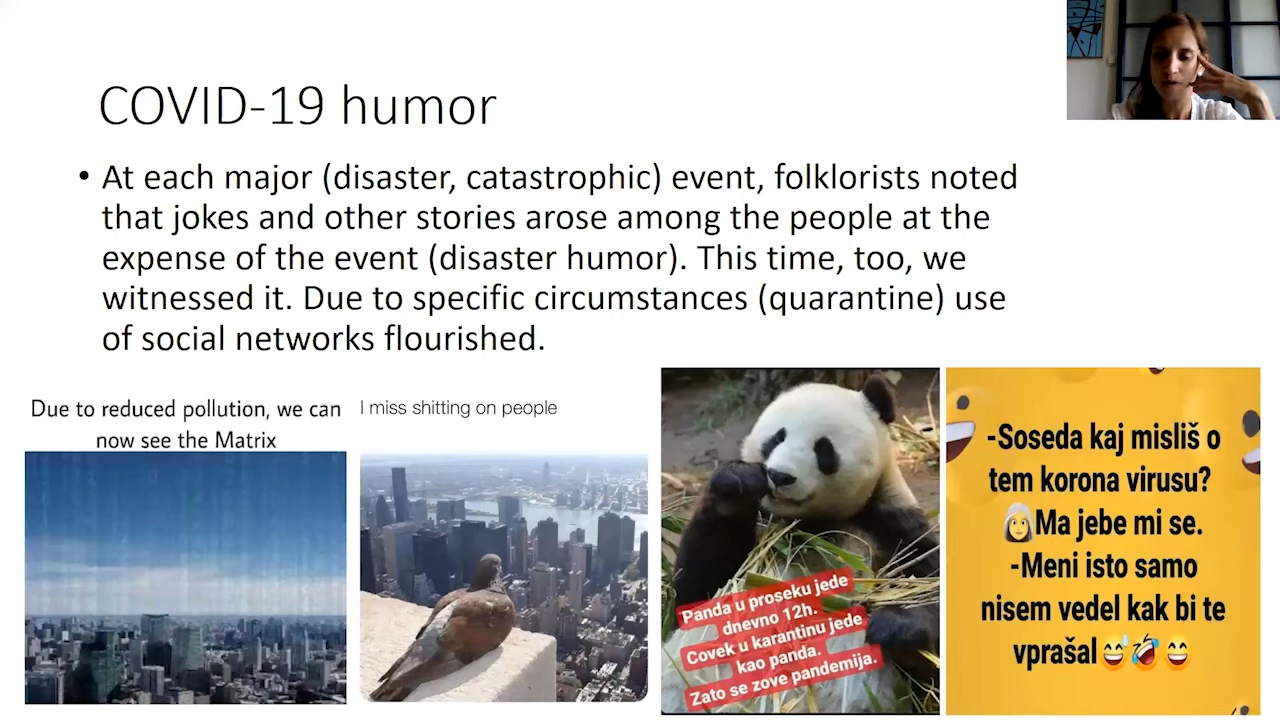 COVID-19 humor
• At each major (disaster, catastrophic) event, folklorists noted
that jokes and other stories arose among the people at the
expense of the event (disaster humor). This time, too, we
witnessed it. Due to specific circumstances (quarantine) use
of social networks flourished.
Due to reduced pollution, we can
now see the Matrix
I miss shitting on people
Panda u proseku jede
dnevno 12h.
Covek u karantinu jede
kao panda.
Zato se zove pandemija.
-Soseda kaj misliš o
tem korona virusu?
👩‍🦳Ma jebe mi se.
-Meni isto samo
nisem vedel kak bi te
vprašal😅🤣😄